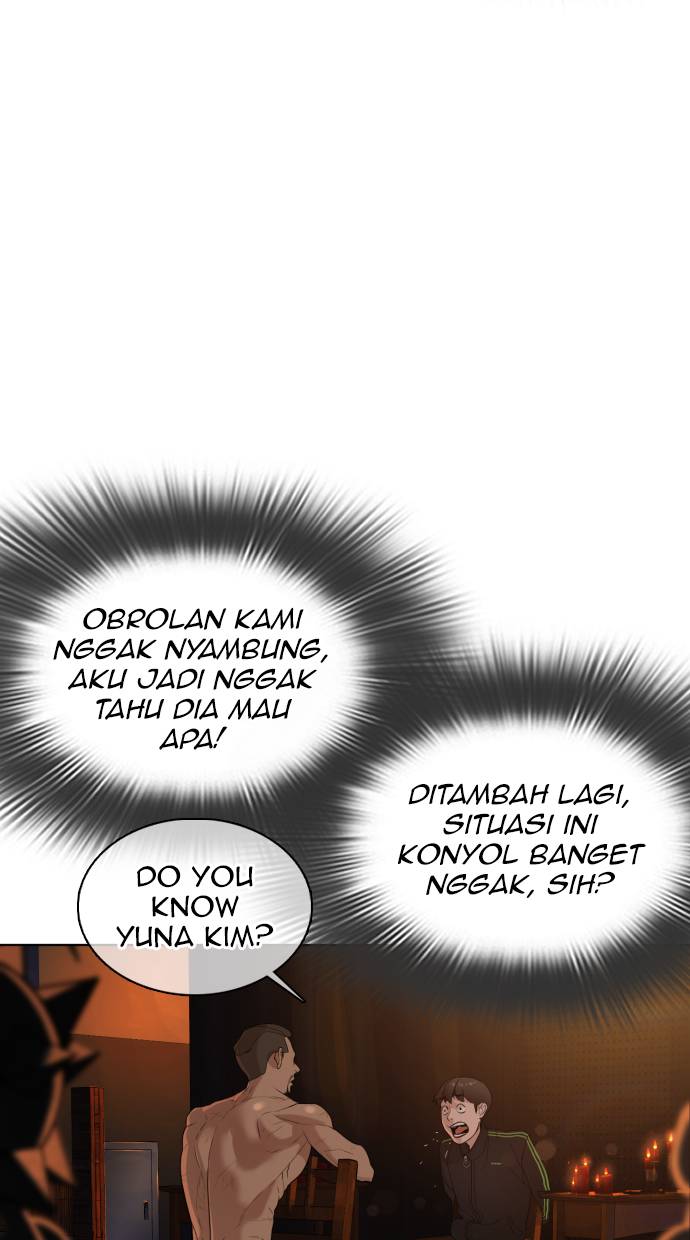 OBROLAN KAMI
NGGAK NYAMBUNG,
AKU JADI NGGAK
TAHU DIA MAU
APA!
DITAMBAH LAGI,
SITUASI INI
KONYOL BANGET
NGGAK, SIH?
DO YOU
KNOW
YUNA KIM?